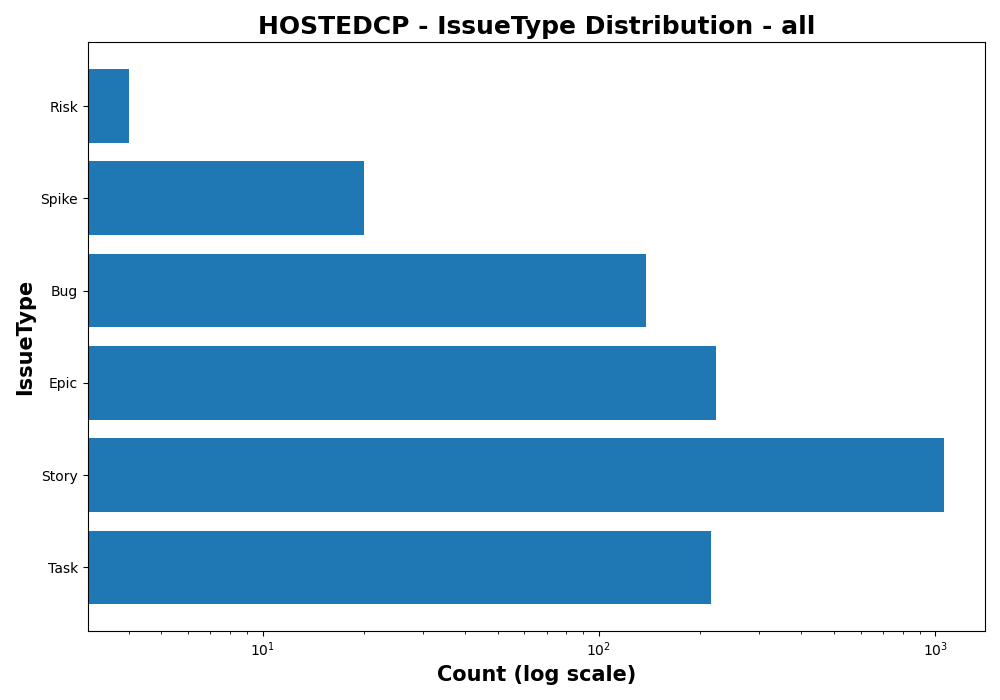 HOSTEDCP - IssueType Distribution - all
IssueType
Risk
Spike
Bug
Epic
Story
Task
10¹ 10² 10³
Count (log scale)